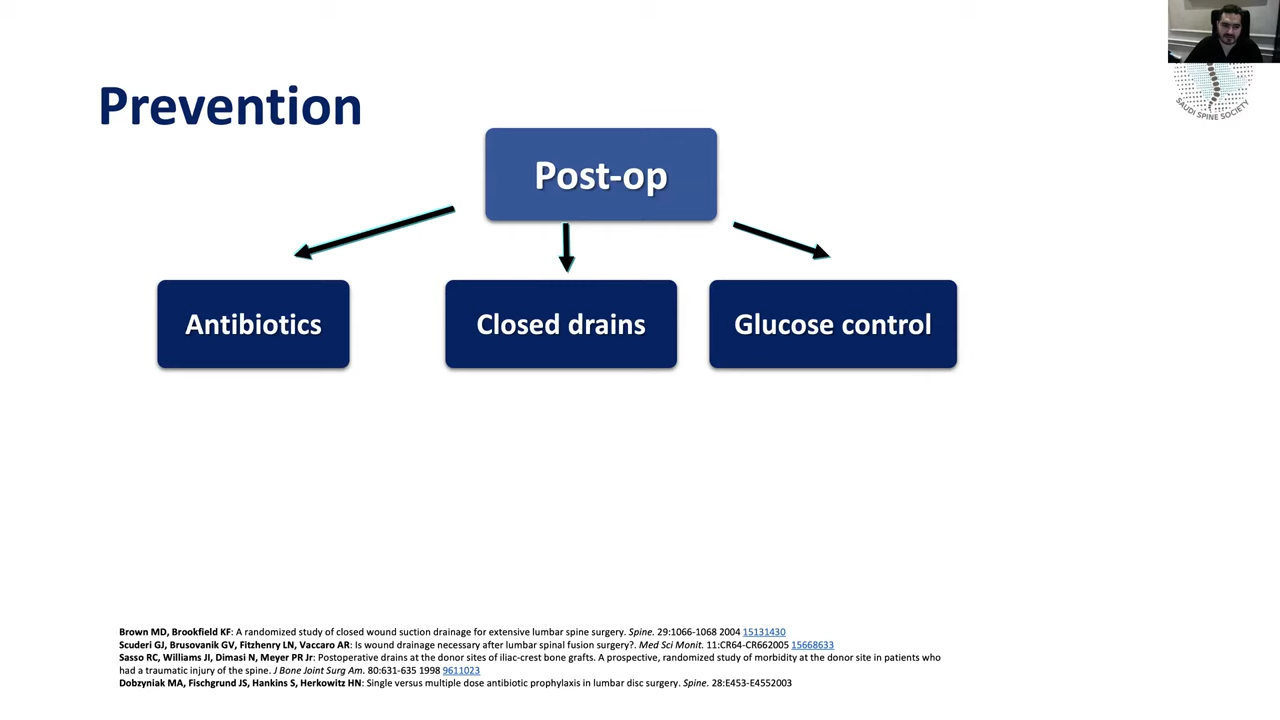 Prevention
SAUDI SPINE SOCIETY
Post-op
Antibiotics
Closed drains
Glucose control
Brown MD, Brookfield KF: A randomized study of closed wound suction drainage for extensive lumbar spine surgery. Spine. 29:1066-1068 2004 15131430
Scuderi GJ, Brusovanik GV, Fitzhenry LN, Vaccaro AR: Is wound drainage necessary after lumbar spinal fusion surgery?. Med Sci Monit. 11:CR64-CR662005 15668633
Sasso RC, Williams JI, Dimasi N, Meyer PR Jr: Postoperative drains at the donor sites of iliac-crest bone grafts. A prospective, randomized study of morbidity at the donor site in patients who
had a traumatic injury of the spine. J Bone Joint Surg Am. 80:631-635 1998 9611023
Dobzyniak MA, Fischgrund JS, Hankins S, Herkowitz HN: Single versus multiple dose antibiotic prophylaxis in lumbar disc surgery. Spine. 28:E453-E4552003